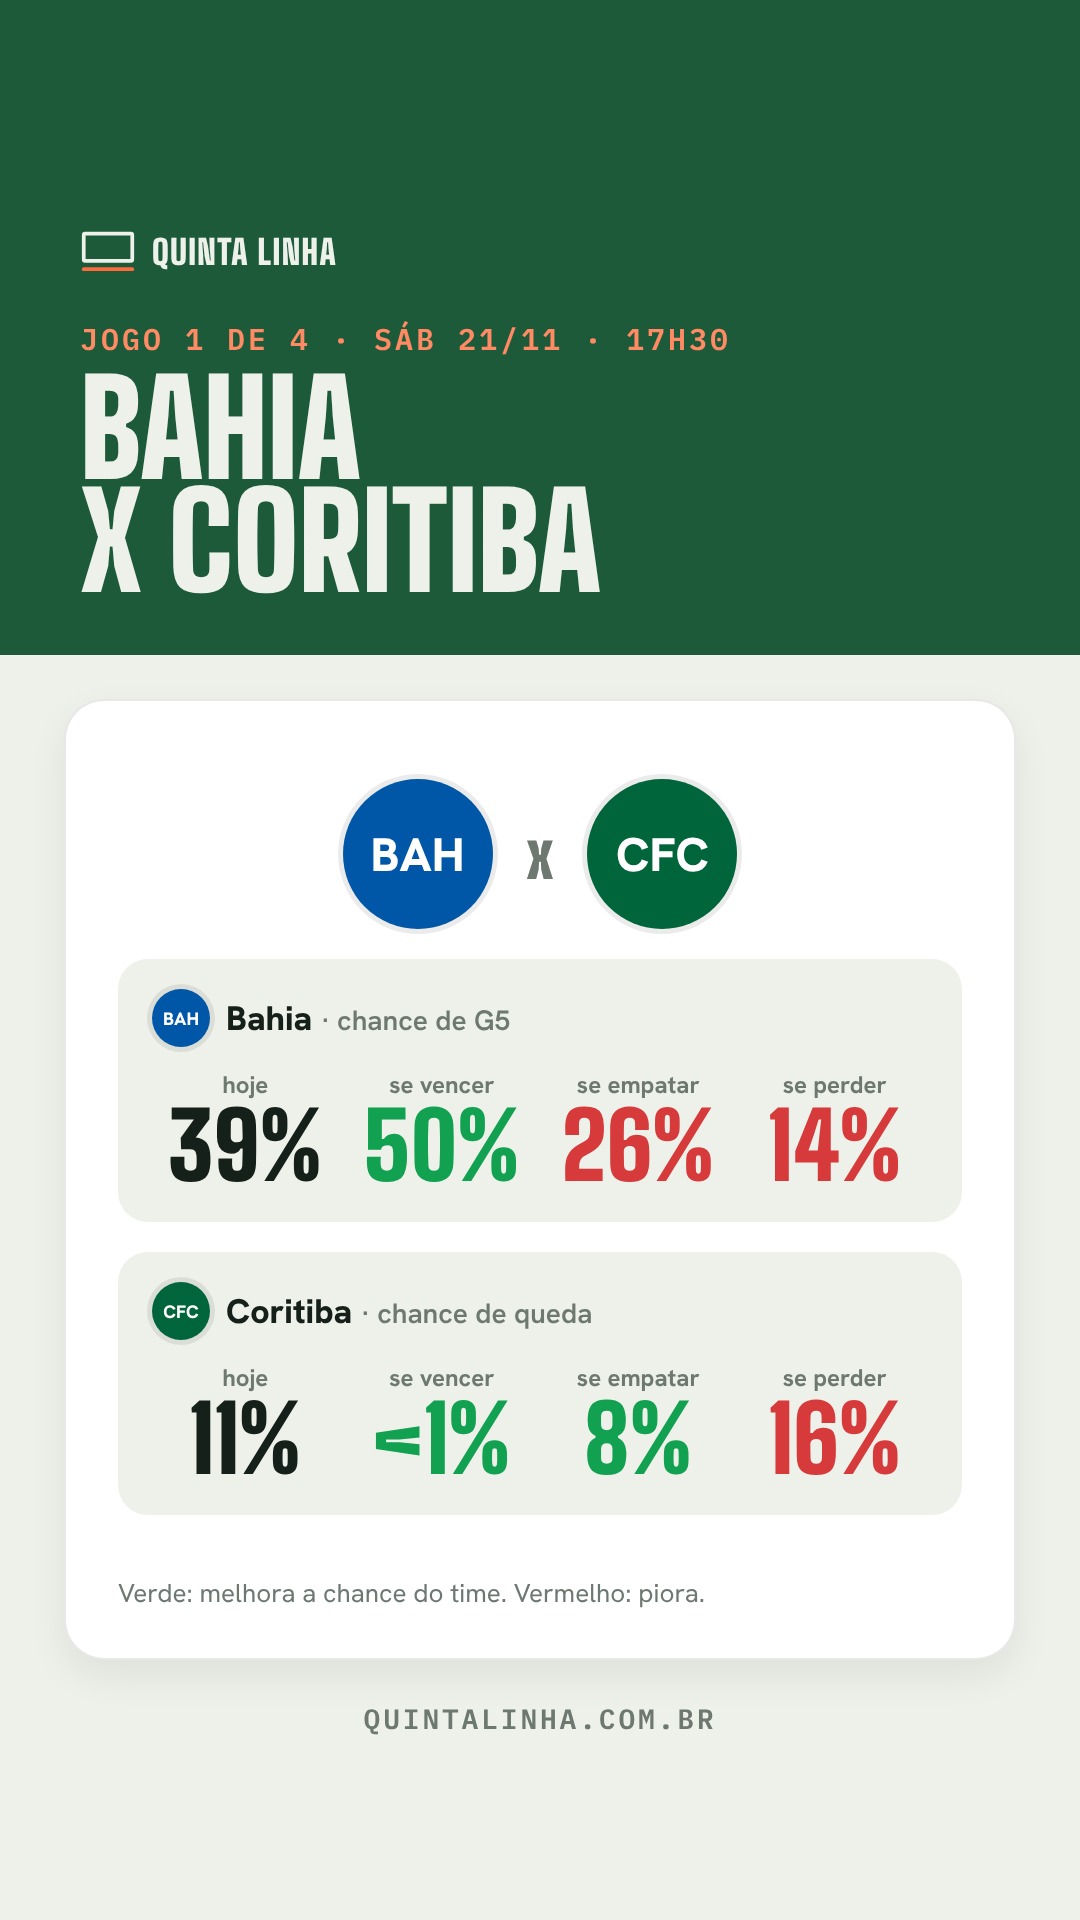 QUINTA LINHA
JOGO 1 DE 4 · SÁB 21/11 · 17H30
BAHIA
X CORITIBA
BAH X CFC
BAH Bahia · chance de G5
hoje se vencer se empatar se perder
39% 50% 26% 14%
CFC Coritiba · chance de queda
hoje se vencer se empatar se perder
11% <1% 8% 16%
Verde: melhora a chance do time. Vermelho: piora.
QUINTALINHA.COM.BR